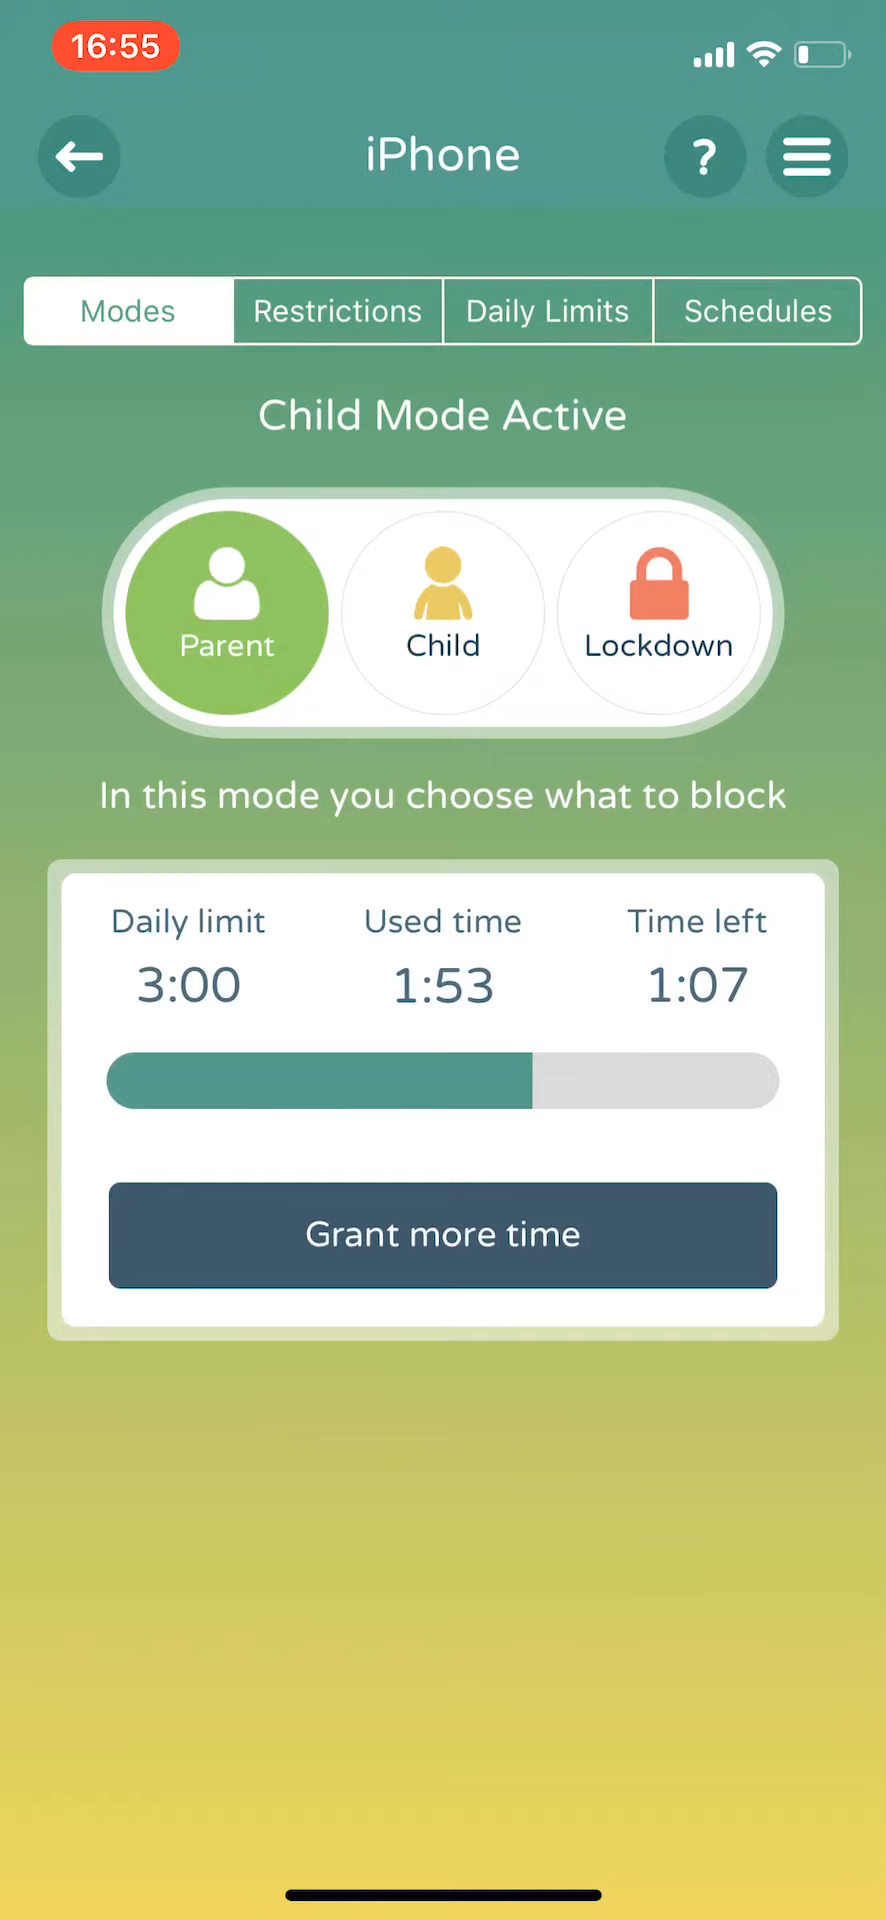 16:55
iPhone
?
Modes Restrictions Daily Limits Schedules
Child Mode Active
Parent Child Lockdown
In this mode you choose what to block
Daily limit Used time Time left
3:00 1:53 1:07
Grant more time